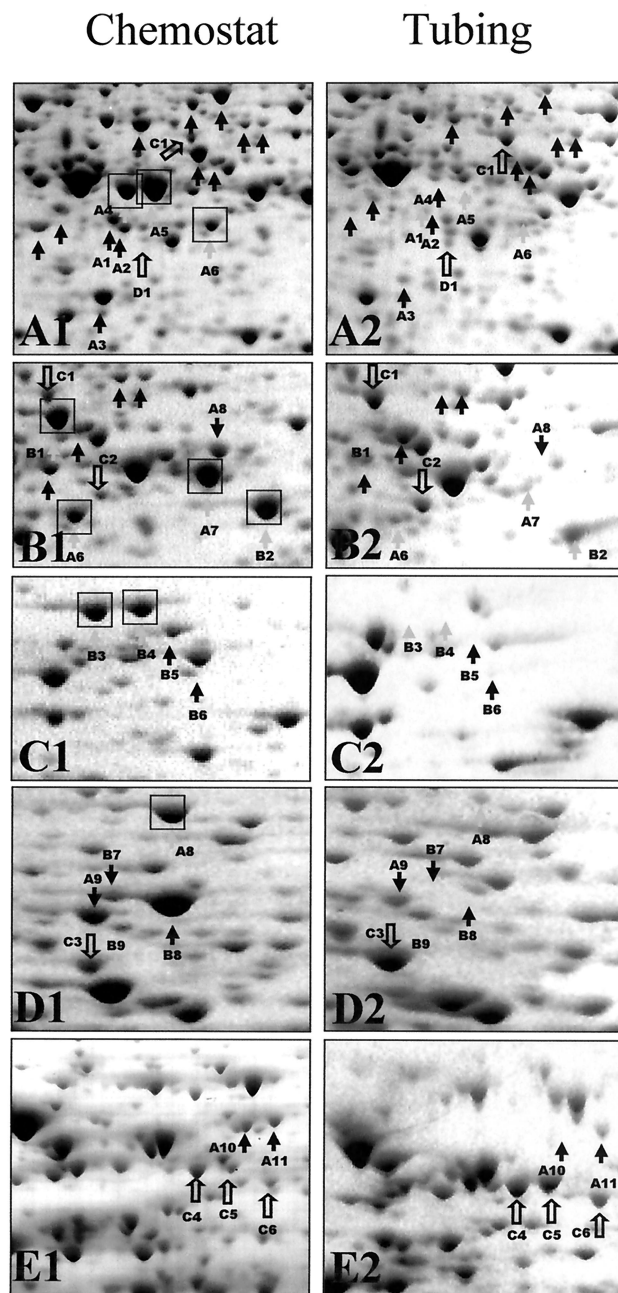 Chemostat Tubing
C1
A4
A5
A1
A2
A6
D1
A3
A1
C1
A4
A5
A1
A2
A6
D1
A3
A2
C1
A8
B1
C2
A7
A6
B2
B1
C1
A8
B1
C2
A7
A6
B2
B2
B3
B4
B5
B6
C1
B3
B4
B5
B6
C2
A8
B7
A9
C3
B9
B8
D1
A8
B7
A9
C3
B9
B8
D2
A10
A11
C4
C5
C6
E1
A10
A11
C4
C5
C6
E2